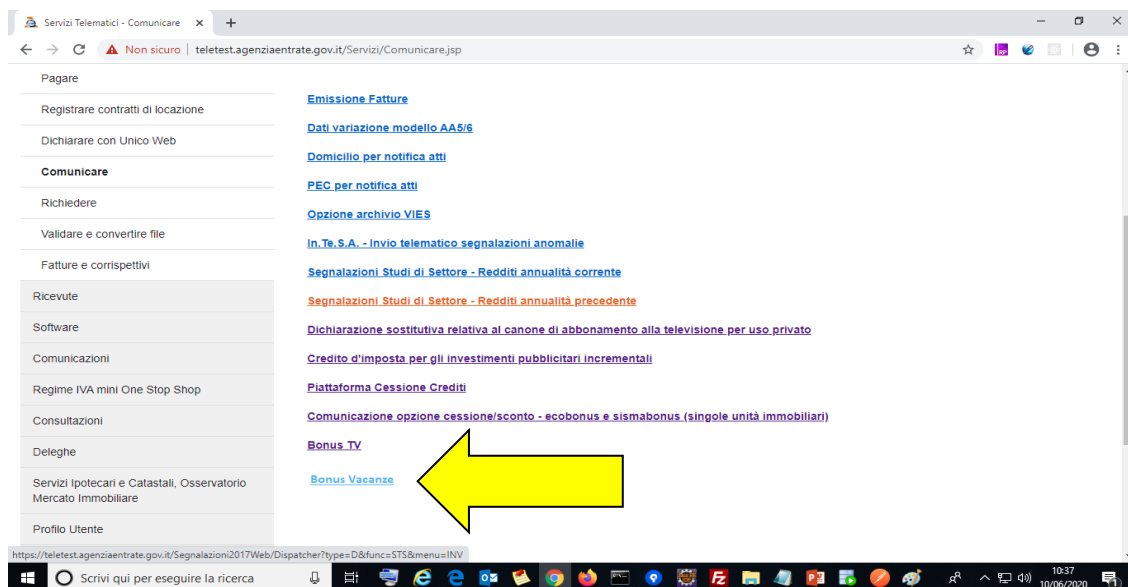 Servizi Telematici - Comunicare
Non sicuro | teletest.agenziaentrate.gov.it/Servizi/Comunicare.jsp
Pagare
Registrare contratti di locazione
Dichiarare con Unico Web
Comunicare
Richiedere
Validare e convertire file
Fatture e corrispettivi
Ricevute
Software
Comunicazioni
Regime IVA mini One Stop Shop
Consultazioni
Deleghe
Servizi Ipotecari e Catastali, Osservatorio
Mercato Immobiliare
Profilo Utente
Emissione Fatture
Dati variazione modello AA5/6
Domicilio per notifica atti
PEC per notifica atti
Opzione archivio VIES
In.Te.S.A. - Invio telematico segnalazioni anomalie
Segnalazioni Studi di Settore - Redditi annualità corrente
Segnalazioni Studi di Settore - Redditi annualità precedente
Dichiarazione sostitutiva relativa al canone di abbonamento alla televisione per uso privato
Credito d'imposta per gli investimenti pubblicitari incrementali
Piattaforma Cessione Crediti
Comunicazione opzione cessione/sconto - ecobonus e sismabonus (singole unità immobiliari)
Bonus TV
Bonus Vacanze
https://teletest.agenziaentrate.gov.it/Segnalazioni2017Web/Dispatcher?type=D&func=STS&menu=INV
Scrivi qui per eseguire la ricerca
10:37
10/06/2020